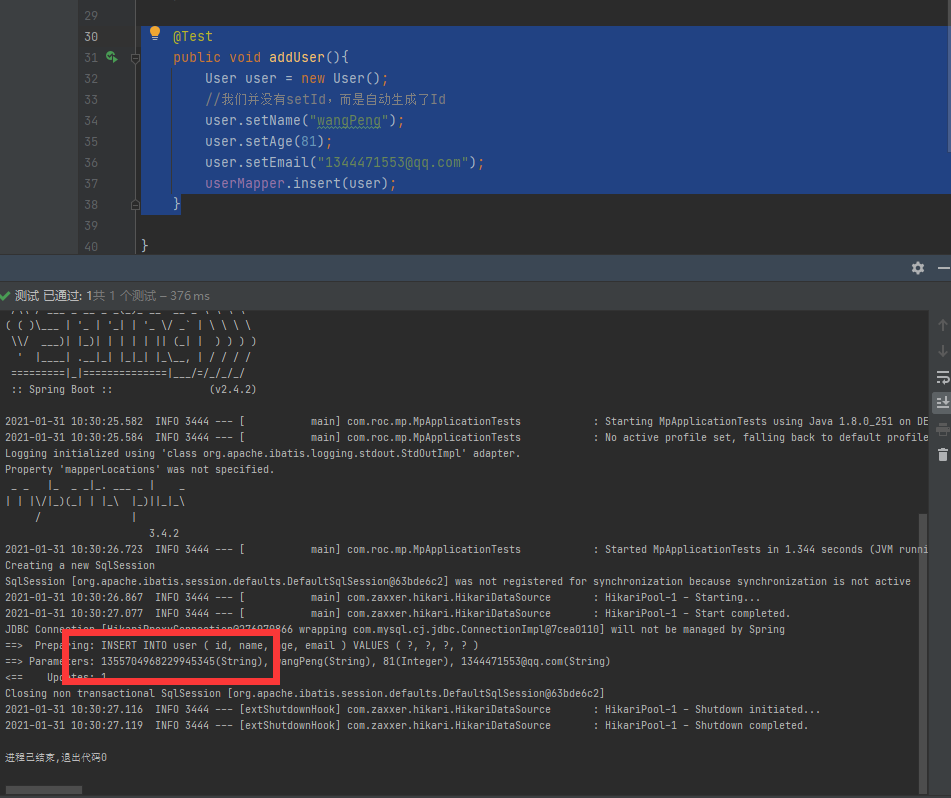 29
30 @Test
31 public void addUser(){
32 User user = new User();
33 //我们并没有setId，而是自动生成了Id
34 user.setName("wangPeng");
35 user.setAge(81);
36 user.setEmail("1344471553@qq.com");
37 userMapper.insert(user);
38 }
39
40 }
测试 已通过: 1共 1 个测试 – 376 ms
( ( )\___ | '_ | '_| | '_ \/ _` | \ \ \ \
\\/  ___)| |_)| | | | | || (_| |  ) ) ) )
'  |____| .__|_| |_|_| |_\__, | / / / /
=========|_|==============|___/=/_/_/_/
:: Spring Boot ::                (v2.4.2)
2021-01-31 10:30:25.582  INFO 3444 --- [           main] com.roc.mp.MpApplicationTests            : Starting MpApplicationTests using Java 1.8.0_251 on DE
2021-01-31 10:30:25.584  INFO 3444 --- [           main] com.roc.mp.MpApplicationTests            : No active profile set, falling back to default profile
Logging initialized using 'class org.apache.ibatis.logging.stdout.StdOutImpl' adapter.
Property 'mapperLocations' was not specified.
_ _   |_  _ _|_. ___ _ |    _
| | |\/|_)(_| | |_\  |_)||_|_\
/               |
3.4.2
2021-01-31 10:30:26.723  INFO 3444 --- [           main] com.roc.mp.MpApplicationTests            : Started MpApplicationTests in 1.344 seconds (JVM runni
Creating a new SqlSession
SqlSession [org.apache.ibatis.session.defaults.DefaultSqlSession@63bde6c2] was not registered for synchronization because synchronization is not active
2021-01-31 10:30:26.867  INFO 3444 --- [           main] com.zaxxer.hikari.HikariDataSource       : HikariPool-1 - Starting...
2021-01-31 10:30:27.077  INFO 3444 --- [           main] com.zaxxer.hikari.HikariDataSource       : HikariPool-1 - Start completed.
JDBC Connection wrapping com.mysql.cj.jdbc.ConnectionImpl@7cea0110] will not be managed by Spring
==>  Preparing: INSERT INTO user ( id, name, age, email ) VALUES ( ?, ?, ?, ? )
==> Parameters: 1355704968229945345(String), wangPeng(String), 81(Integer), 1344471553@qq.com(String)
<==    Updates: 1
Closing non transactional SqlSession [org.apache.ibatis.session.defaults.DefaultSqlSession@63bde6c2]
2021-01-31 10:30:27.116  INFO 3444 --- [extShutdownHook] com.zaxxer.hikari.HikariDataSource       : HikariPool-1 - Shutdown initiated...
2021-01-31 10:30:27.119  INFO 3444 --- [extShutdownHook] com.zaxxer.hikari.HikariDataSource       : HikariPool-1 - Shutdown completed.
进程已结束,退出代码0